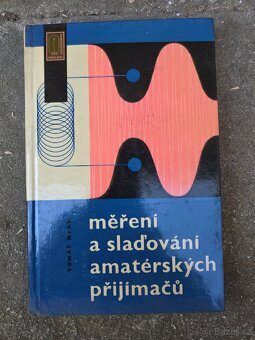 měření
a slaďování
amatérských
přijímačů